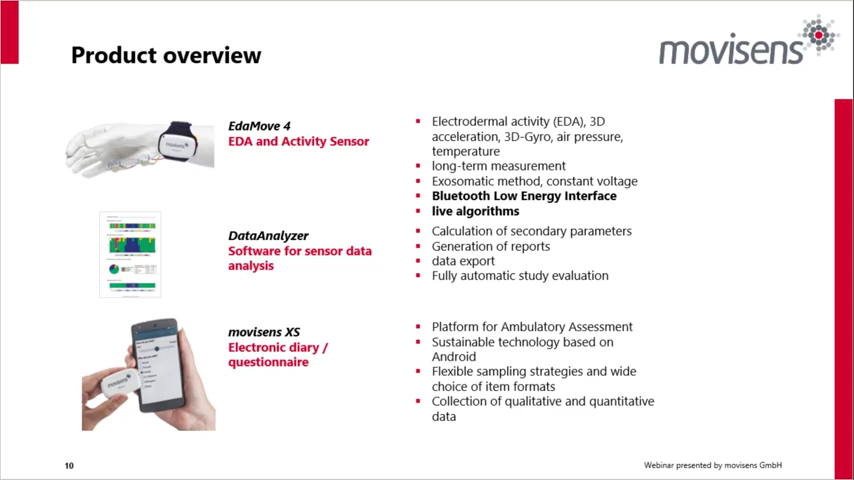 Product overview
movisens
EdaMove 4
EDA and Activity Sensor
Electrodermal activity (EDA), 3D
acceleration, 3D-Gyro, air pressure,
temperature
long-term measurement
Exosomatic method, constant voltage
Bluetooth Low Energy Interface
live algorithms
DataAnalyzer
Software for sensor data
analysis
Calculation of secondary parameters
Generation of reports
data export
Fully automatic study evaluation
movisens XS
Electronic diary /
questionnaire
Platform for Ambulatory Assessment
Sustainable technology based on
Android
Flexible sampling strategies and wide
choice of item formats
Collection of qualitative and quantitative
data
10
Webinar presented by movisens GmbH